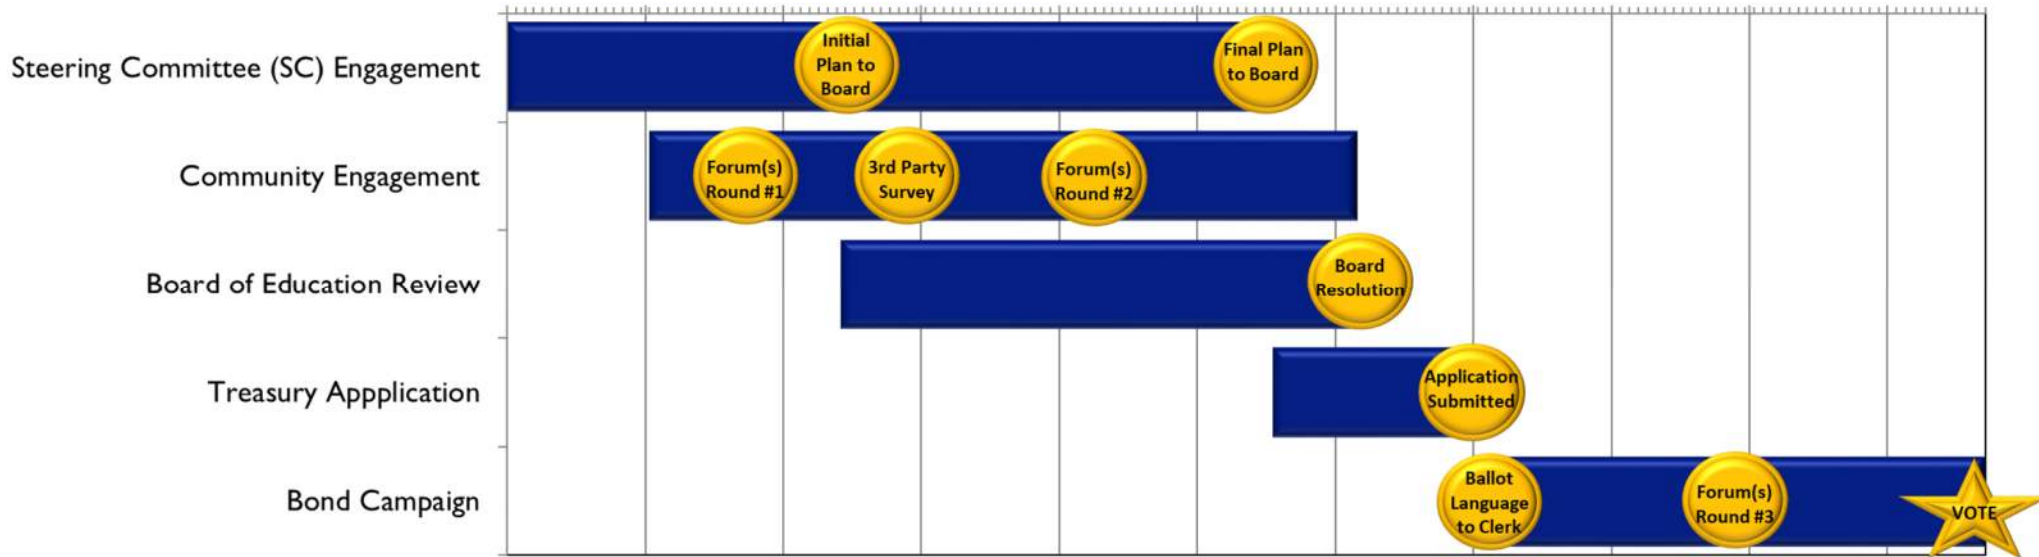 Steering Committee (SC) Engagement
Initial
Plan to
Board
Final Plan
to Board
Community Engagement
Forum(s)
Round #1
3rd Party
Survey
Forum(s)
Round #2
Board of Education Review
Board
Resolution
Treasury Appplication
Application
Submitted
Bond Campaign
Ballot
Language
to Clerk
Forum(s)
Round #3
VOTE